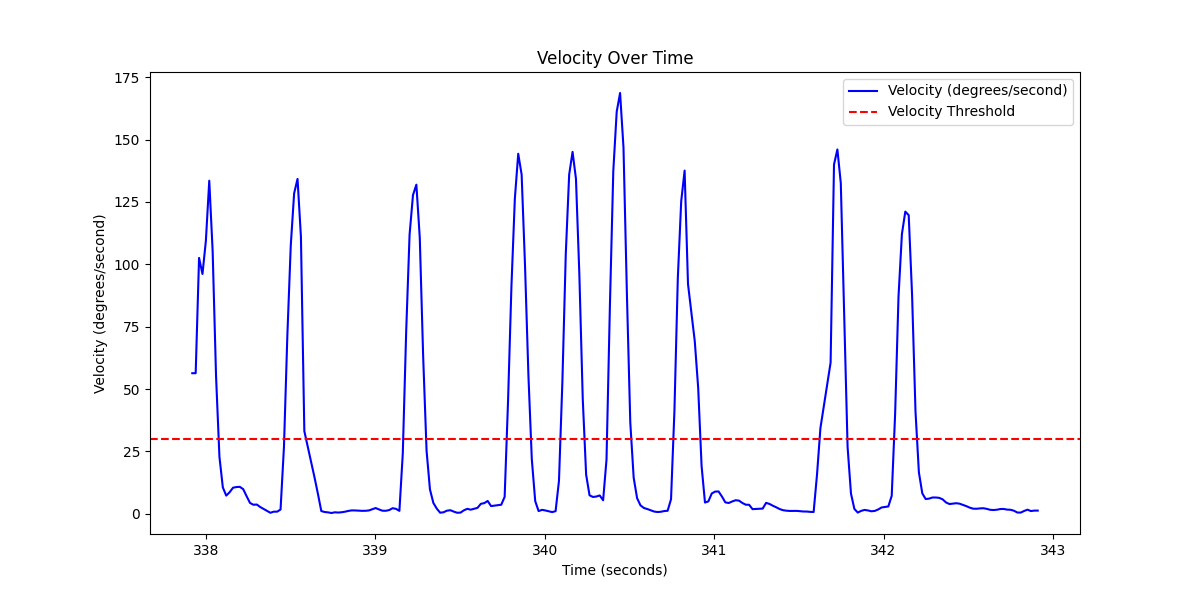 Velocity Over Time
Velocity (degrees/second)
Velocity Threshold
175
150
125
100
75
50
25
0
Velocity (degrees/second)
338
339
340
341
342
343
Time (seconds)